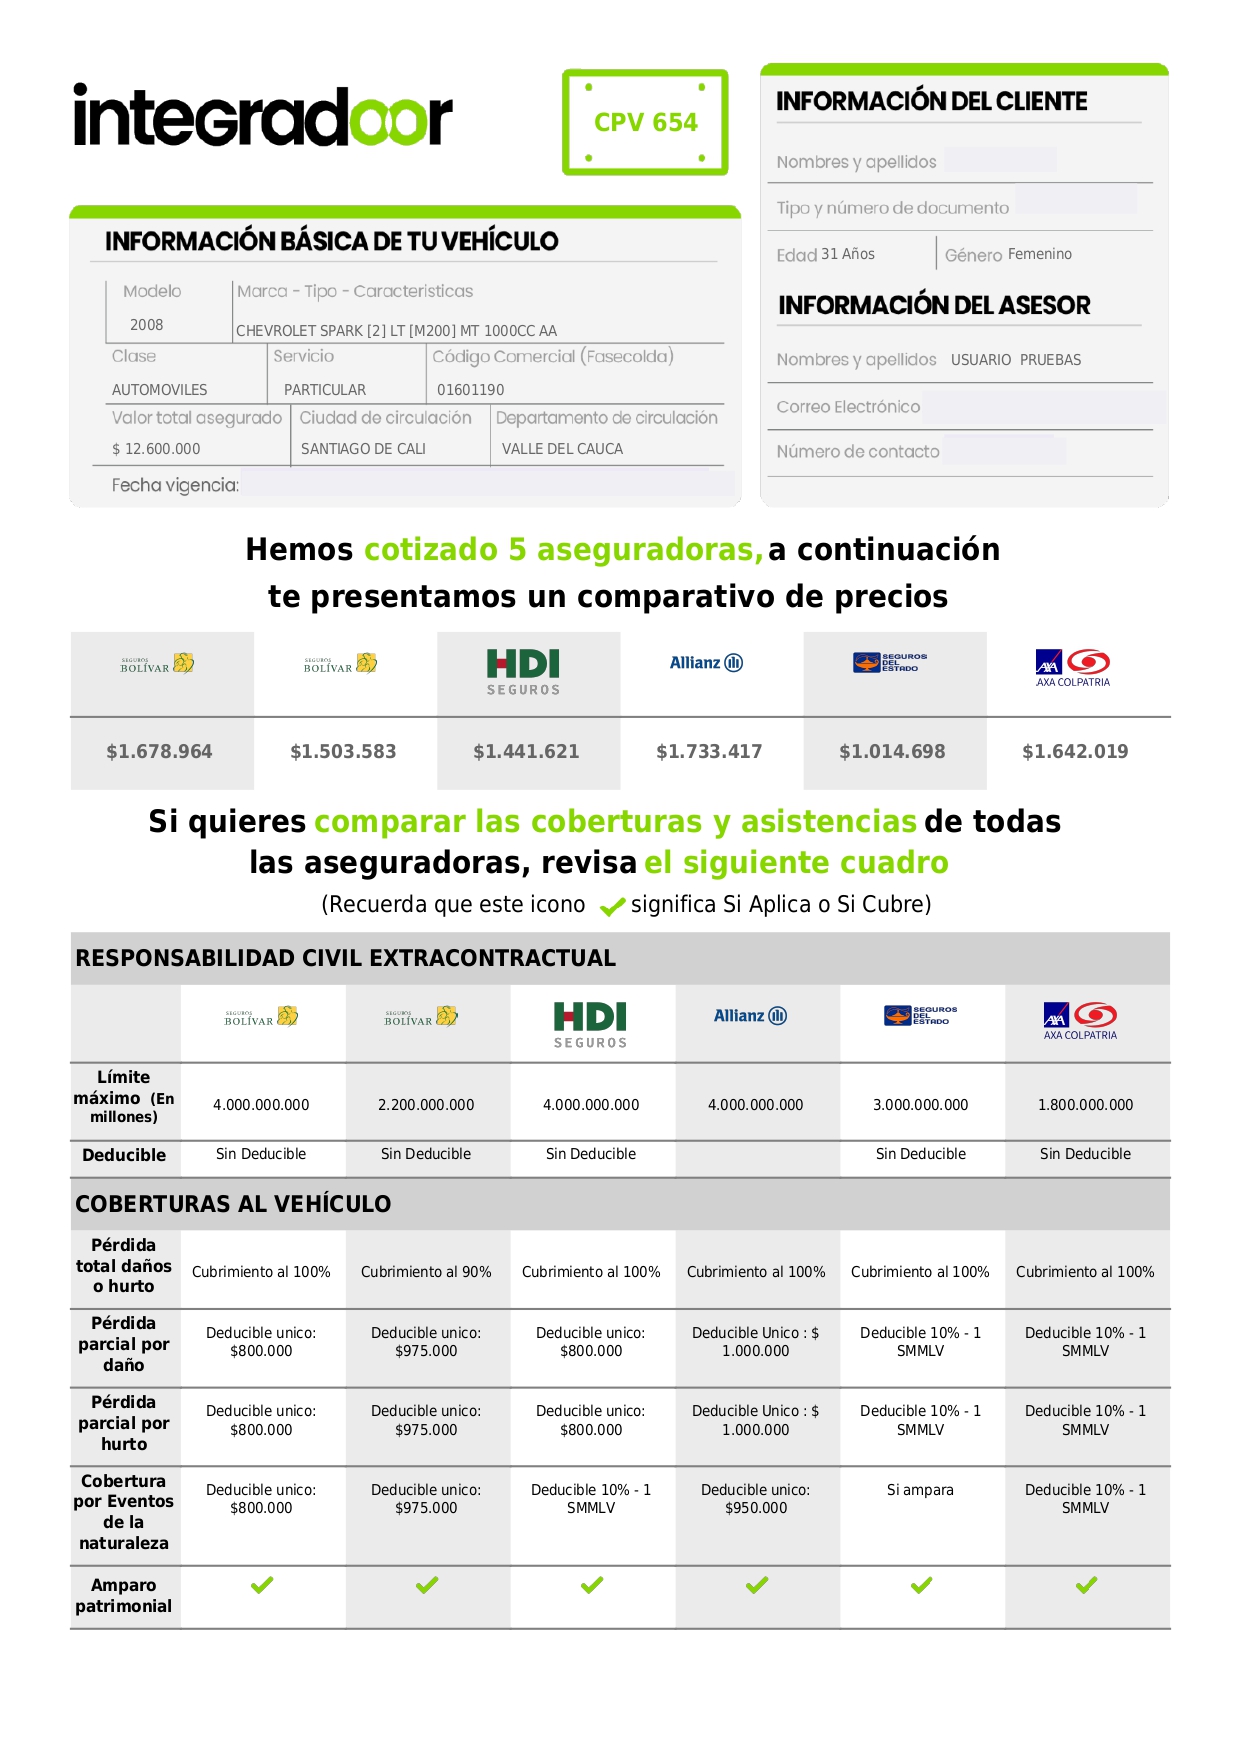 integradoor
CPV 654
INFORMACIÓN DEL CLIENTE
Nombres y apellidos
Tipo y número de documento
Edad 31 Años Género Femenino
INFORMACIÓN DEL ASESOR
Nombres y apellidos USUARIO PRUEBAS
Correo Electrónico
Número de contacto
INFORMACIÓN BÁSICA DE TU VEHÍCULO
Modelo Marca - Tipo - Caracteristicas
2008 CHEVROLET SPARK [2] LT [M200] MT 1000CC AA
Clase Servicio Código Comercial (Fasecolda)
AUTOMOVILES PARTICULAR 01601190
Valor total asegurado Ciudad de circulación Departamento de circulación
$ 12.600.000 SANTIAGO DE CALI VALLE DEL CAUCA
Fecha vigencia:
Hemos cotizado 5 aseguradoras, a continuación
te presentamos un comparativo de precios
SEGUROS BOLÍVAR SEGUROS BOLÍVAR HDI SEGUROS Allianz SEGUROS DEL ESTADO AXA COLPATRIA
$1.678.964 $1.503.583 $1.441.621 $1.733.417 $1.014.698 $1.642.019
Si quieres comparar las coberturas y asistencias de todas
las aseguradoras, revisa el siguiente cuadro
(Recuerda que este icono significa Si Aplica o Si Cubre)
RESPONSABILIDAD CIVIL EXTRACONTRACTUAL
SEGUROS BOLÍVAR SEGUROS BOLÍVAR HDI SEGUROS Allianz SEGUROS DEL ESTADO AXA COLPATRIA
Límite
máximo (En
millones)
4.000.000.000 2.200.000.000 4.000.000.000 4.000.000.000 3.000.000.000 1.800.000.000
Deducible Sin Deducible Sin Deducible Sin Deducible Sin Deducible Sin Deducible
COBERTURAS AL VEHÍCULO
Pérdida
total daños
o hurto
Cubrimiento al 100% Cubrimiento al 90% Cubrimiento al 100% Cubrimiento al 100% Cubrimiento al 100% Cubrimiento al 100%
Pérdida
parcial por
daño
Deducible unico: Deducible unico: Deducible unico: Deducible Unico : $ Deducible 10% - 1 Deducible 10% - 1
$800.000 $975.000 $800.000 1.000.000 SMMLV SMMLV
Pérdida
parcial por
hurto
Deducible unico: Deducible unico: Deducible unico: Deducible Unico : $ Deducible 10% - 1 Deducible 10% - 1
$800.000 $975.000 $800.000 1.000.000 SMMLV SMMLV
Cobertura
por Eventos
de la
naturaleza
Deducible unico: Deducible unico: Deducible 10% - 1 Deducible unico: Si ampara Deducible 10% - 1
$800.000 $975.000 SMMLV $950.000 SMMLV
Amparo
patrimonial